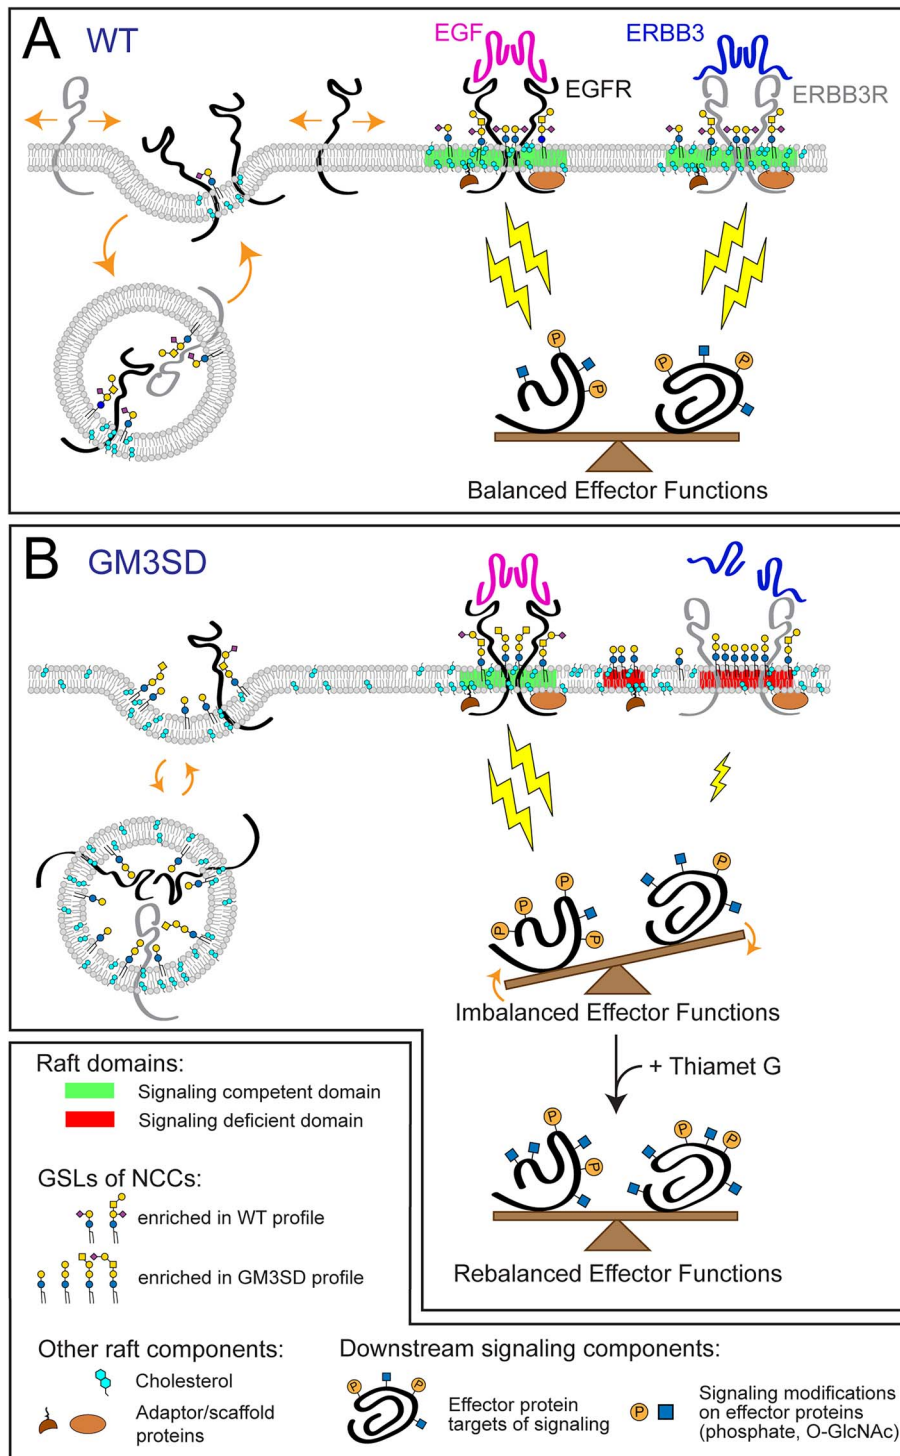 A WT
EGF
EGFR
ERBB3
ERBB3R
P
P
P
P
Balanced Effector Functions
B GM3SD
P
P
P
P
P
Imbalanced Effector Functions
+ Thiamet G
P
P
P
P
Rebalanced Effector Functions
Raft domains:
Signaling competent domain
Signaling deficient domain
GSLs of NCCs:
enriched in WT profile
enriched in GM3SD profile
Other raft components:
Cholesterol
Adaptor/scaffold
proteins
Downstream signaling components:
P
P
Effector protein
targets of signaling
P
Signaling modifications
on effector proteins
(phosphate, O-GlcNAc)